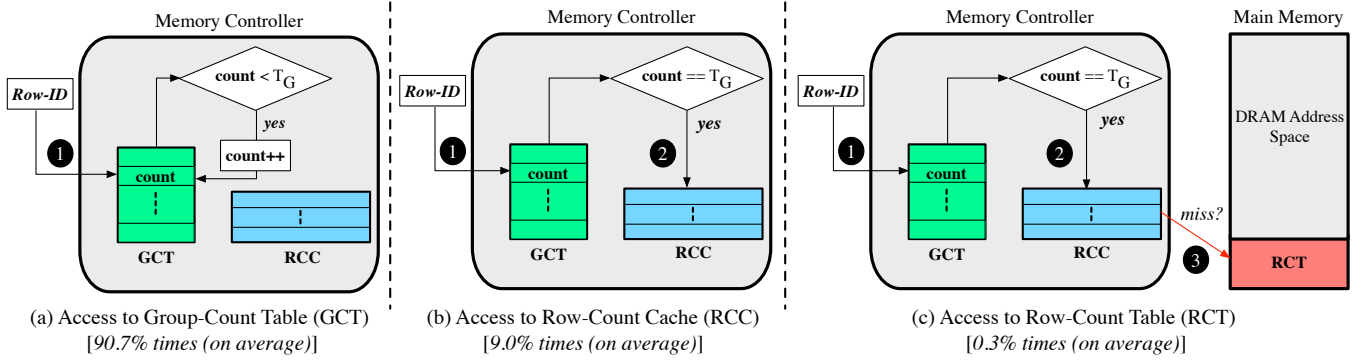 Memory Controller
Row-ID
1
count < TG
yes
count++
count
GCT
RCC
(a) Access to Group-Count Table (GCT)
[90.7% times (on average)]
Memory Controller
Row-ID
1
count == TG
yes
2
count
GCT
RCC
(b) Access to Row-Count Cache (RCC)
[9.0% times (on average)]
Memory Controller
Main Memory
Row-ID
1
count == TG
yes
2
count
GCT
RCC
miss?
3
DRAM Address
Space
RCT
(c) Access to Row-Count Table (RCT)
[0.3% times (on average)]